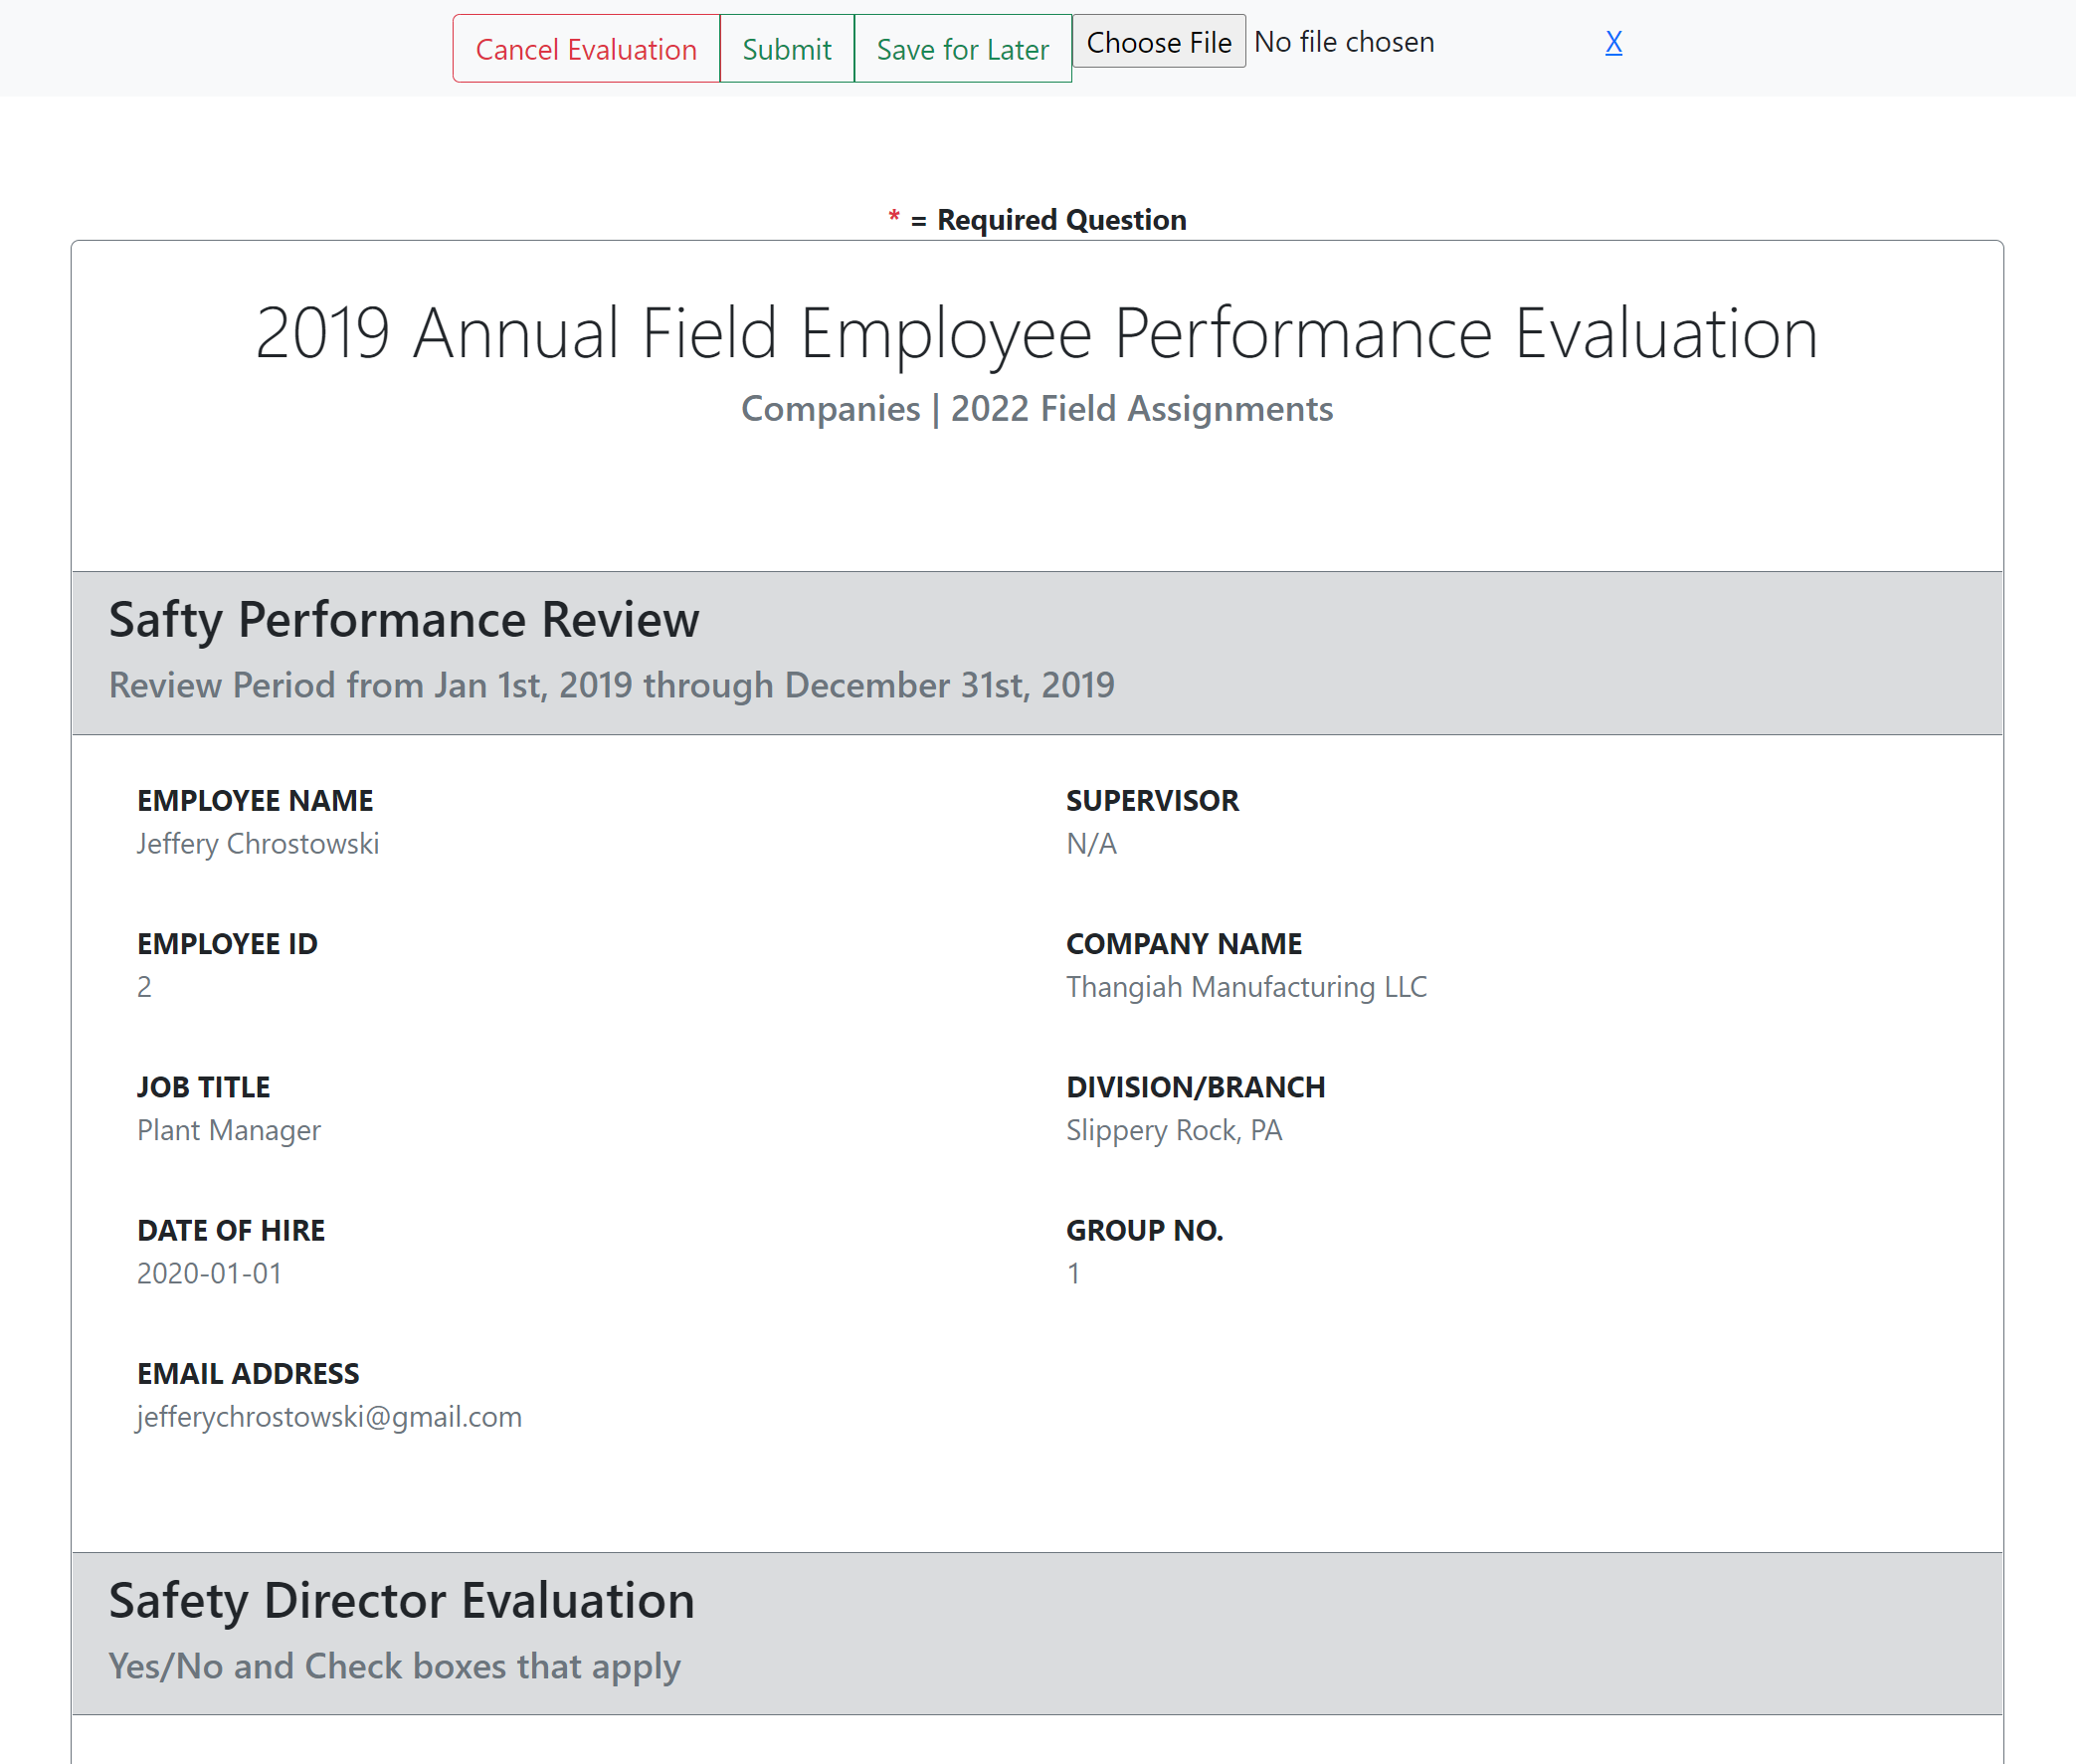 Cancel Evaluation Submit Save for Later Choose File No file chosen X
* = Required Question
2019 Annual Field Employee Performance Evaluation
Companies | 2022 Field Assignments
Safty Performance Review
Review Period from Jan 1st, 2019 through December 31st, 2019
EMPLOYEE NAME
Jeffery Chrostowski
SUPERVISOR
N/A
EMPLOYEE ID
2
COMPANY NAME
Thangiah Manufacturing LLC
JOB TITLE
Plant Manager
DIVISION/BRANCH
Slippery Rock, PA
DATE OF HIRE
2020-01-01
GROUP NO.
1
EMAIL ADDRESS
jefferychrostowski@gmail.com
Safety Director Evaluation
Yes/No and Check boxes that apply